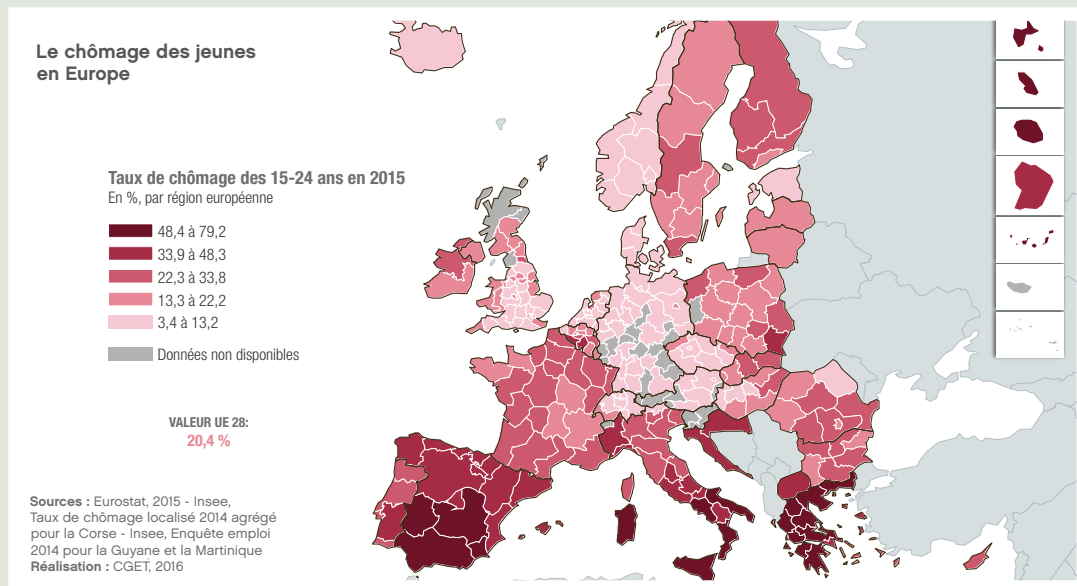 Le chômage des jeunes
en Europe
Taux de chômage des 15-24 ans en 2015
En %, par région européenne
48,4 à 79,2
33,9 à 48,3
22,3 à 33,8
13,3 à 22,2
3,4 à 13,2
Données non disponibles
VALEUR UE 28:
20,4 %
Sources : Eurostat, 2015 - Insee,
Taux de chômage localisé 2014 agrégé
pour la Corse - Insee, Enquête emploi
2014 pour la Guyane et la Martinique
Réalisation : CGET, 2016